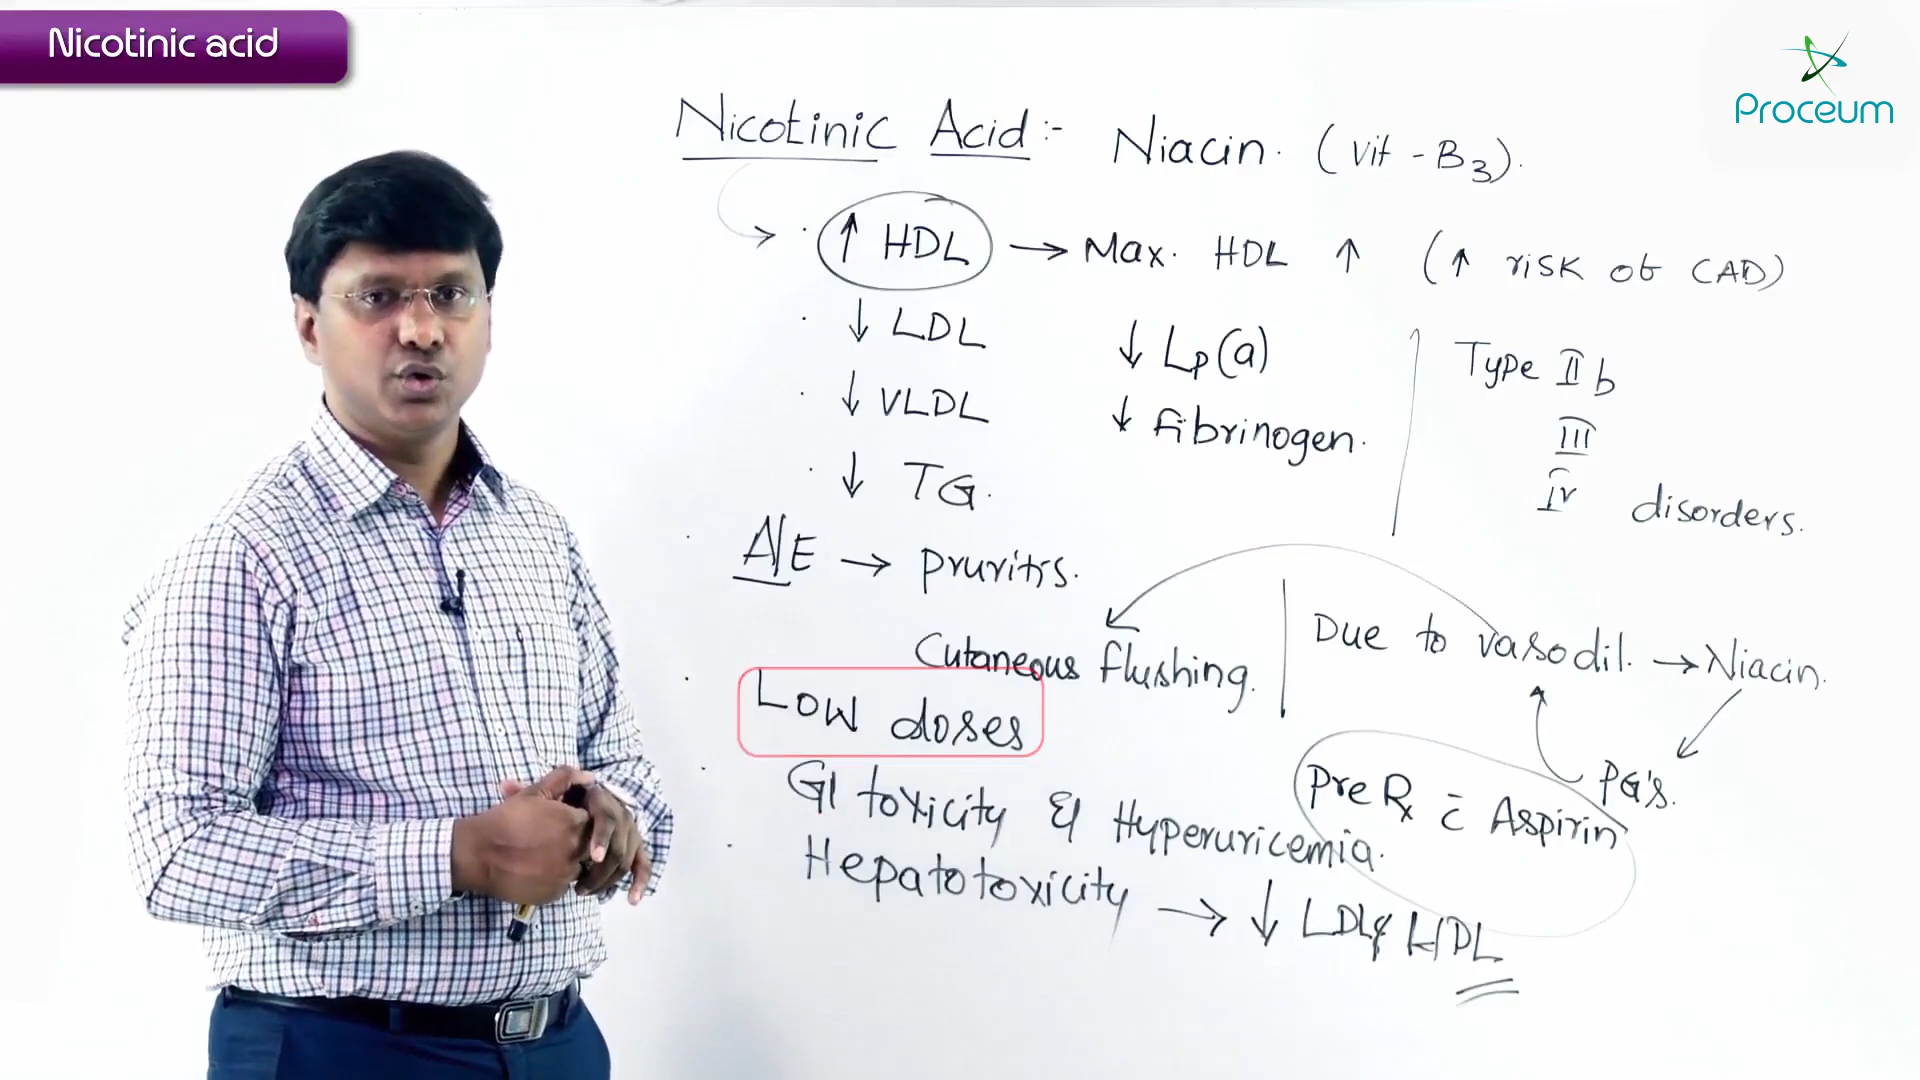 Nicotinic acid
Proceum
Nicotinic Acid :- Niacin. (Vit - B3).
↑ HDL → Max. HDL ↑ (↑ risk of CAD)
↓ LDL ↓ Lp(a)
↓ VLDL ↓ fibrinogen.
↓ TG.
Type II b
III
IV disorders.
A/E → pruritis.
Cutaneous flushing.
Due to vasodil. → Niacin.
PG's.
Pre Rx c̄ Aspirin
Low doses
GI toxicity & Hyperuricemia.
Hepatotoxicity → ↓ LDL & HDL